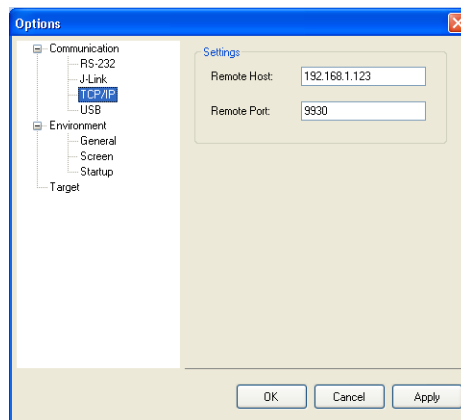 Options
Communication
RS-232
J-Link
TCP/IP
USB
Environment
General
Screen
Startup
Target
Settings
Remote Host: 192.168.1.123
Remote Port: 9930
OK Cancel Apply